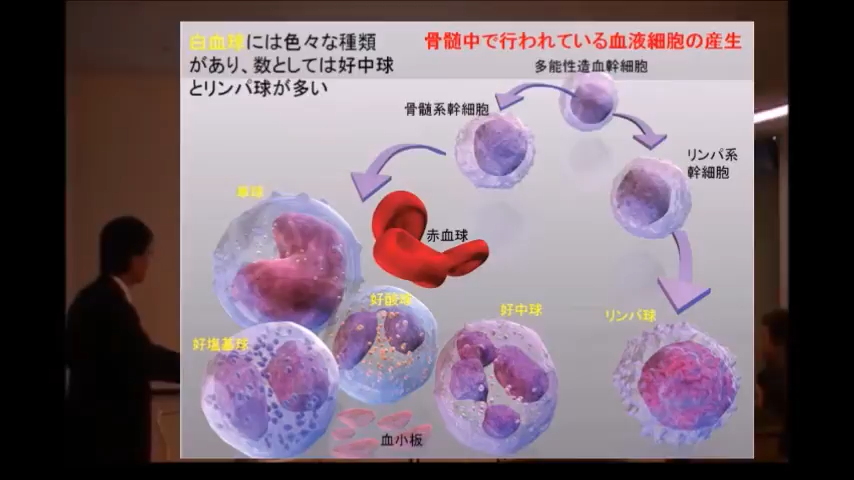 白血球には色々な種類
があり、数としては好中球
とリンパ球が多い
骨髄中で行われている血液細胞の産生
多能性造血幹細胞
骨髄系幹細胞
リンパ系
幹細胞
単球
赤血球
好酸球
好中球
リンパ球
好塩基球
血小板